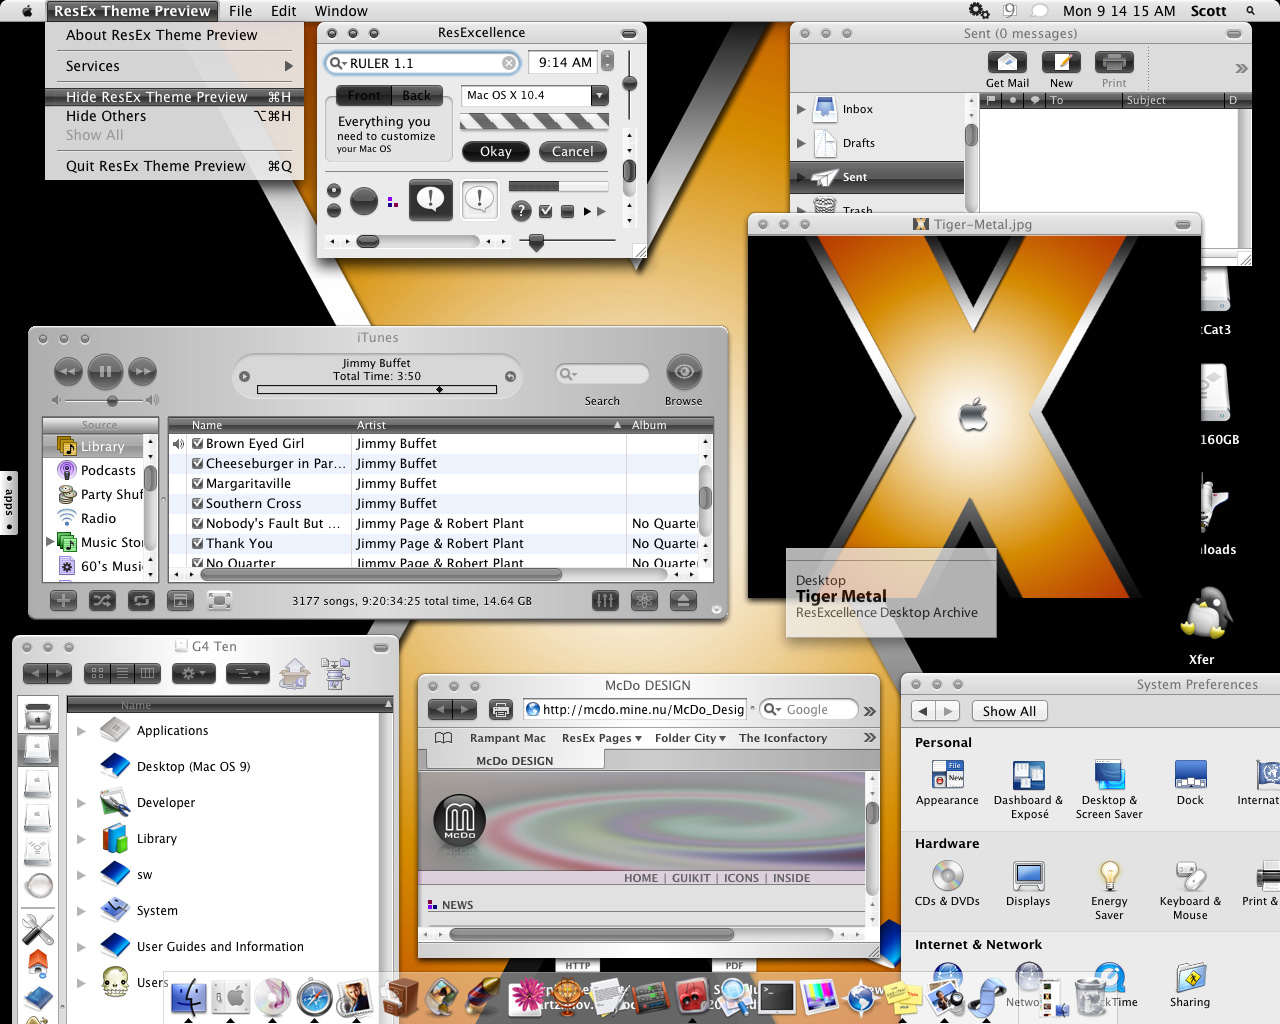 ResEx Theme Preview File Edit Window Mon 9 14 15 AM Scott
About ResEx Theme Preview
Services
Hide ResEx Theme Preview ⌘H
Hide Others ⌥⌘H
Show All
Quit ResEx Theme Preview ⌘Q
ResExcellence
RULER 1.1 9:14 AM
Front Back Mac OS X 10.4
Everything you
need to customize
your Mac OS
Okay Cancel
Sent (0 messages)
Get Mail New Print
To Subject D
Inbox
Drafts
Sent
Trash
Tiger-Metal.jpg
Desktop
Tiger Metal
ResExcellence Desktop Archive
tCat3
160GB
nloads
Xfer
apps
iTunes
Jimmy Buffet
Total Time: 3:50
Search Browse
Source Name Artist Album
Library
Podcasts
Party Shuf
Radio
Music Sto
60's Musi
Brown Eyed Girl Jimmy Buffet
Cheeseburger in Par... Jimmy Buffet
Margaritaville Jimmy Buffet
Southern Cross Jimmy Buffet
Nobody's Fault But ... Jimmy Page & Robert Plant No Quarter
Thank You Jimmy Page & Robert Plant No Quarter
No Quarter Jimmy Page & Robert Plant No Quarter
3177 songs, 9:20:34:25 total time, 14.64 GB
G4 Ten
Name
Applications
Desktop (Mac OS 9)
Developer
Library
sw
System
User Guides and Information
Users
McDo DESIGN
http://mcdo.mine.nu/McDo_Desig Google
Rampant Mac ResEx Pages Folder City The Iconfactory
McDo DESIGN
McDo
HOME | GUIKIT | ICONS | INSIDE
NEWS
HTTP PDF
System Preferences
Show All
Personal
Appearance Dashboard & Exposé Desktop & Screen Saver Dock Internat
Hardware
CDs & DVDs Displays Energy Saver Keyboard & Mouse Print &
Internet & Network
Netwo kTime Sharing